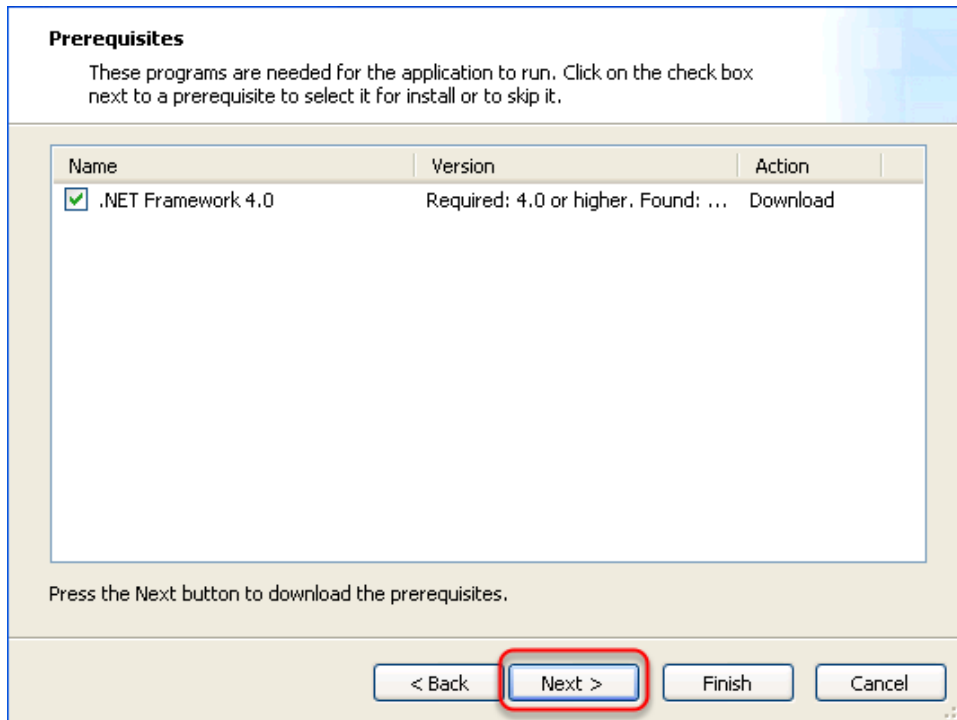 Prerequisites
These programs are needed for the application to run. Click on the check box
next to a prerequisite to select it for install or to skip it.
Name Version Action
.NET Framework 4.0 Required: 4.0 or higher. Found: ... Download
Press the Next button to download the prerequisites.
< Back Next > Finish Cancel